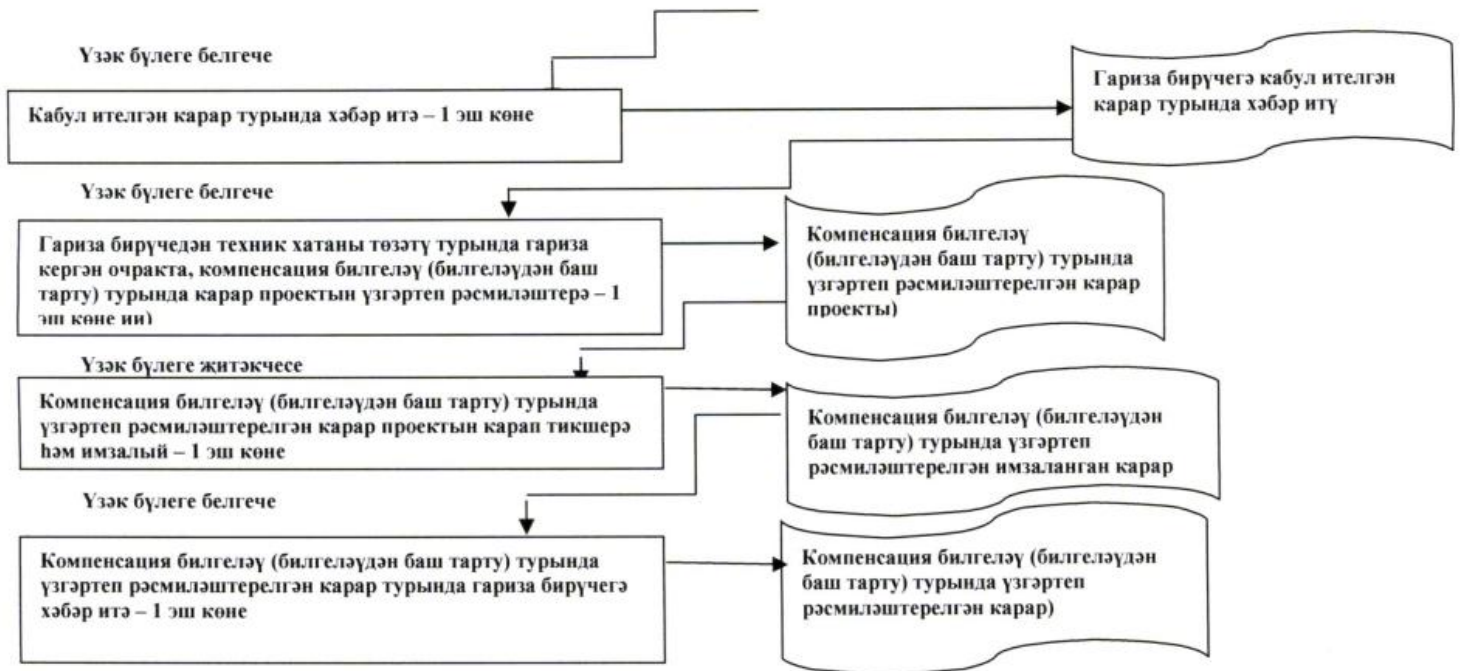 Үзәк бүлеге белгече
Кабул ителгән карар турында хәбәр итә – 1 эш көне
Гариза бирүчегә кабул ителгән
карар турында хәбәр итү
Үзәк бүлеге белгече
Гариза бирүчедән техник хатаны төзәтү турында гариза
кергән очракта, компенсация билгеләү (билгеләүдән баш
тарту) турында карар проектын үзгәртеп рәсмиләштерә – 1
эш көне ии)
Компенсация билгеләү
(билгеләүдән баш тарту) турында
үзгәртеп рәсмиләштерелгән карар
проекты)
Үзәк бүлеге җитәкчесе
Компенсация билгеләү (билгеләүдән баш тарту) турында
үзгәртеп рәсмиләштерелгән карар проектын карап тикшерә
һәм имзалый – 1 эш көне
Компенсация билгеләү (билгеләүдән
баш тарту) турында үзгәртеп
рәсмиләштерелгән имзаланган карар
Үзәк бүлеге белгече
Компенсация билгеләү (билгеләүдән баш тарту) турында
үзгәртеп рәсмиләштерелгән карар турында гариза бирүчегә
хәбәр итә – 1 эш көне
Компенсация билгеләү (билгеләүдән
баш тарту) турында үзгәртеп
рәсмиләштерелгән карар)